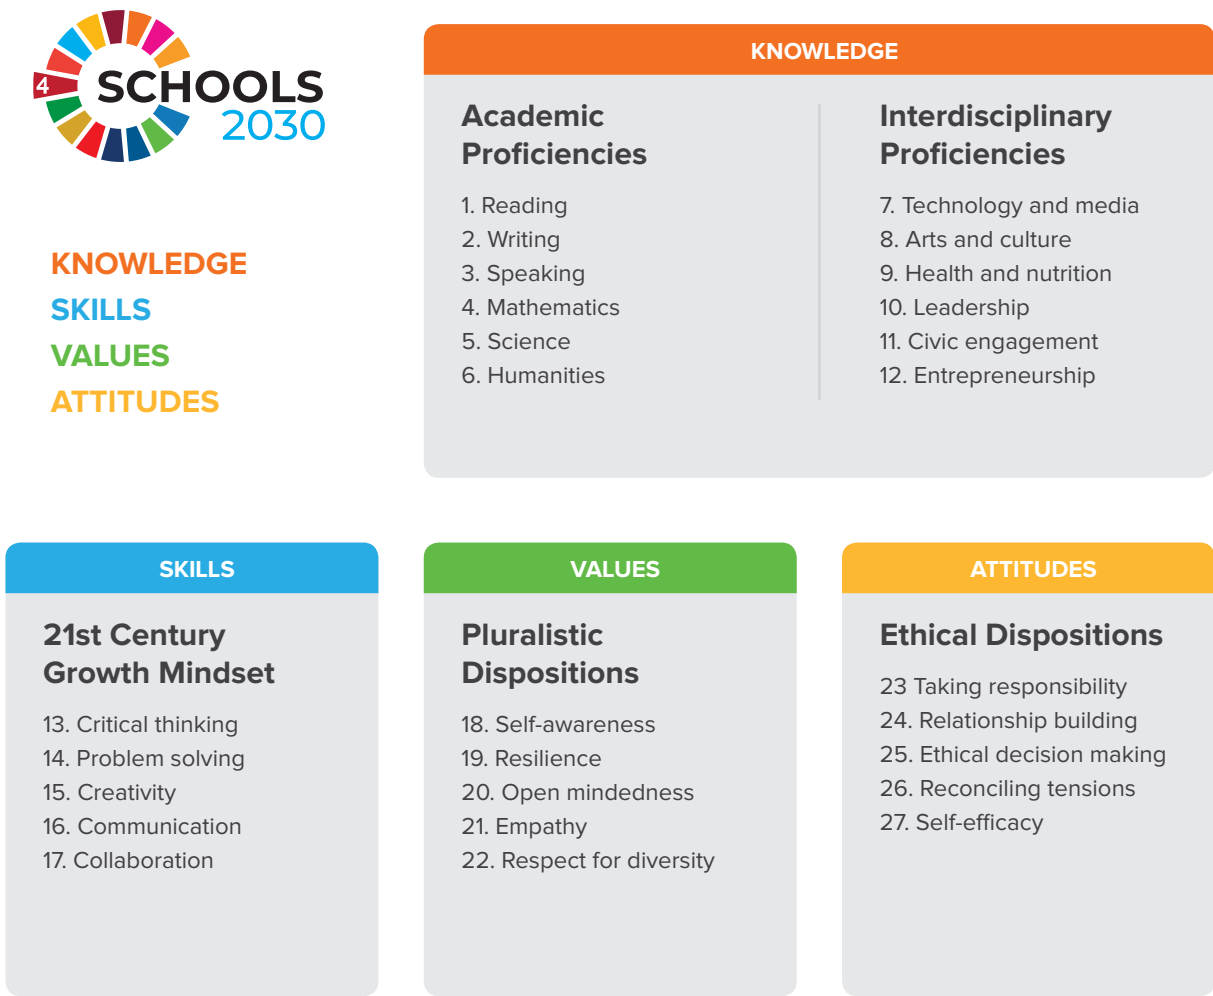 4
SCHOOLS
2030
KNOWLEDGE
SKILLS
VALUES
ATTITUDES
KNOWLEDGE
Academic
Proficiencies
1. Reading
2. Writing
3. Speaking
4. Mathematics
5. Science
6. Humanities
Interdisciplinary
Proficiencies
7. Technology and media
8. Arts and culture
9. Health and nutrition
10. Leadership
11. Civic engagement
12. Entrepreneurship
SKILLS
21st Century
Growth Mindset
13. Critical thinking
14. Problem solving
15. Creativity
16. Communication
17. Collaboration
VALUES
Pluralistic
Dispositions
18. Self-awareness
19. Resilience
20. Open mindedness
21. Empathy
22. Respect for diversity
ATTITUDES
Ethical Dispositions
23 Taking responsibility
24. Relationship building
25. Ethical decision making
26. Reconciling tensions
27. Self-efficacy